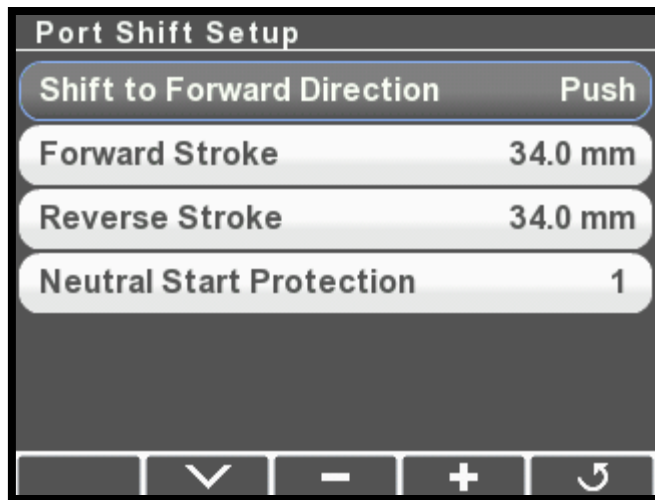 Port Shift Setup
Shift to Forward Direction Push
Forward Stroke 34.0 mm
Reverse Stroke 34.0 mm
Neutral Start Protection 1